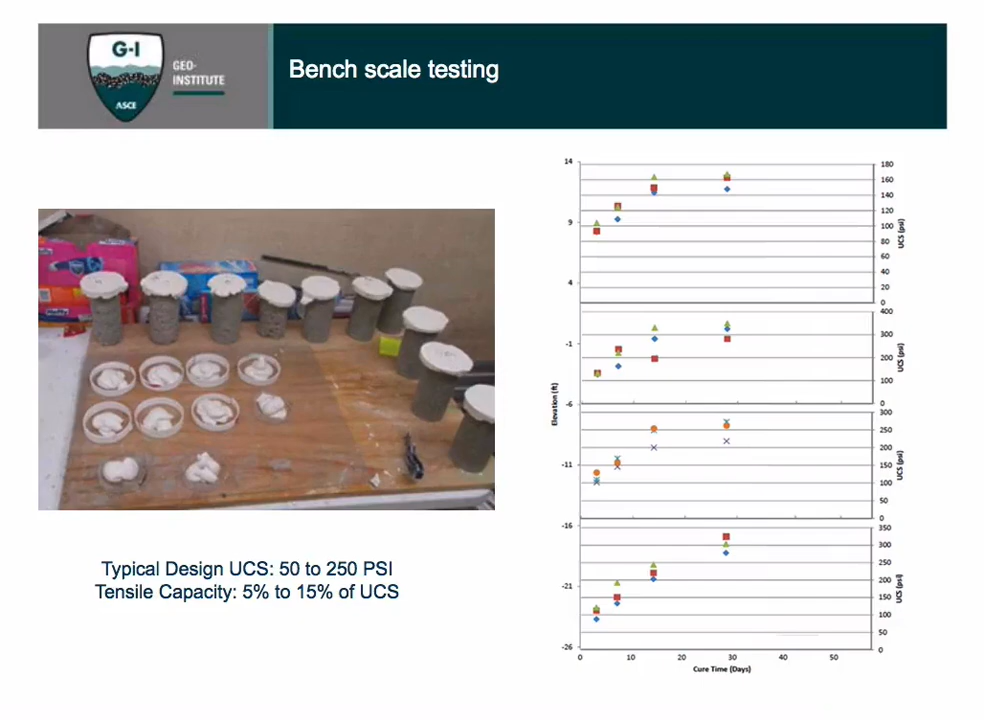 G-I
GEO-
INSTITUTE
ASCE
Bench scale testing
Typical Design UCS: 50 to 250 PSI
Tensile Capacity: 5% to 15% of UCS
14
9
4
-1
-6
-11
-16
-21
-26
Elevation (ft)
180
160
140
120
100
80
60
40
20
0
UCS (psi)
400
300
200
100
0
UCS (psi)
300
250
200
150
100
50
0
UCS (psi)
350
300
250
200
150
100
50
0
UCS (psi)
0 10 20 30 40 50
Cure Time (Days)